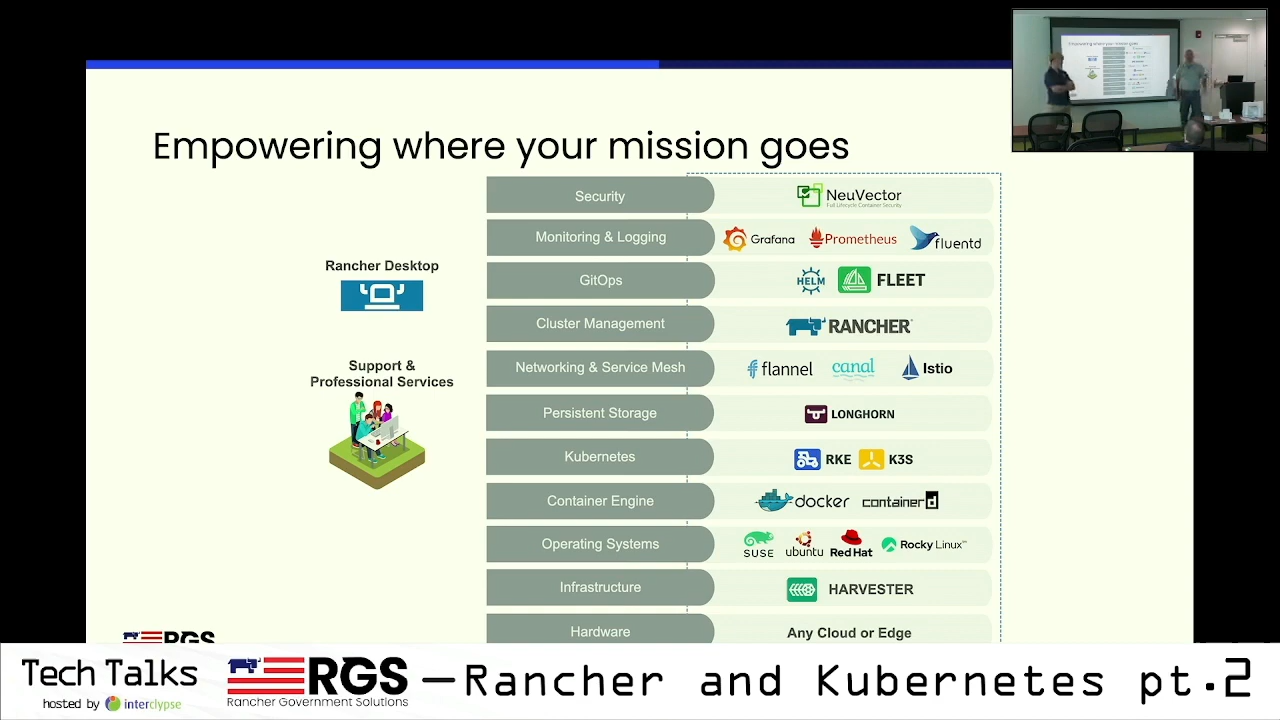 Empowering where your mission goes
Rancher Desktop
Support &
Professional Services
Security
NeuVector
Full Lifecycle Container Security
Monitoring & Logging
Grafana Prometheus fluentd
GitOps
HELM FLEET
Cluster Management
RANCHER
Networking & Service Mesh
flannel canal Istio
Persistent Storage
LONGHORN
Kubernetes
RKE K3S
Container Engine
docker containerd
Operating Systems
SUSE ubuntu Red Hat Rocky Linux™
Infrastructure
HARVESTER
Hardware
Any Cloud or Edge
RGS
Tech Talks
hosted by interclypse
RGS
Rancher Government Solutions
—Rancher and Kubernetes pt.2